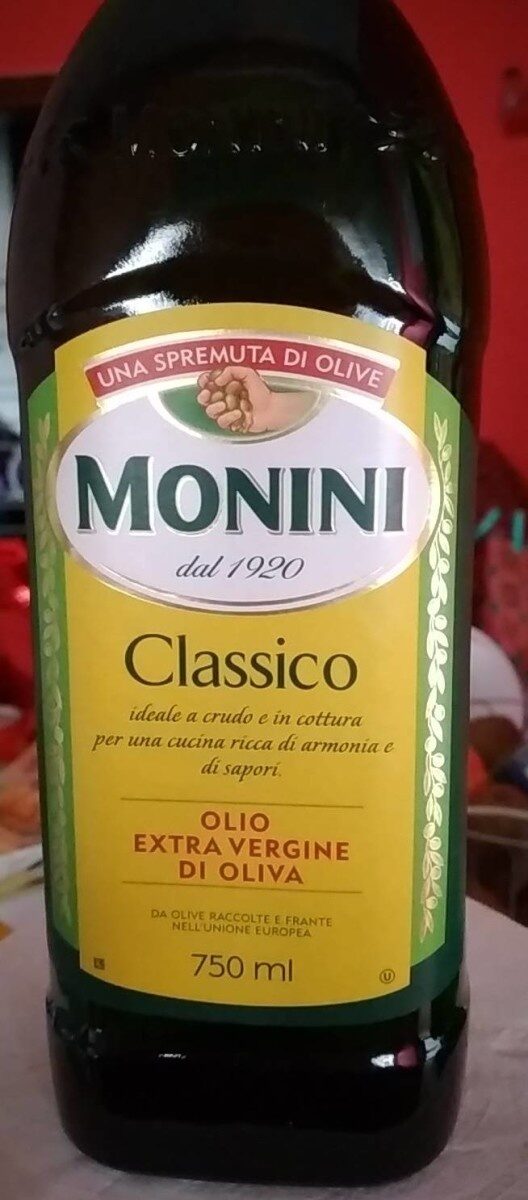 UNA SPREMUTA DI OLIVE
MONINI
dal 1920
Classico
ideale a crudo e in cottura
per una cucina ricca di armonia e
di sapori.
OLIO
EXTRA VERGINE
DI OLIVA
DA OLIVE RACCOLTE E FRANTE
NELL'UNIONE EUROPEA
750 ml
U